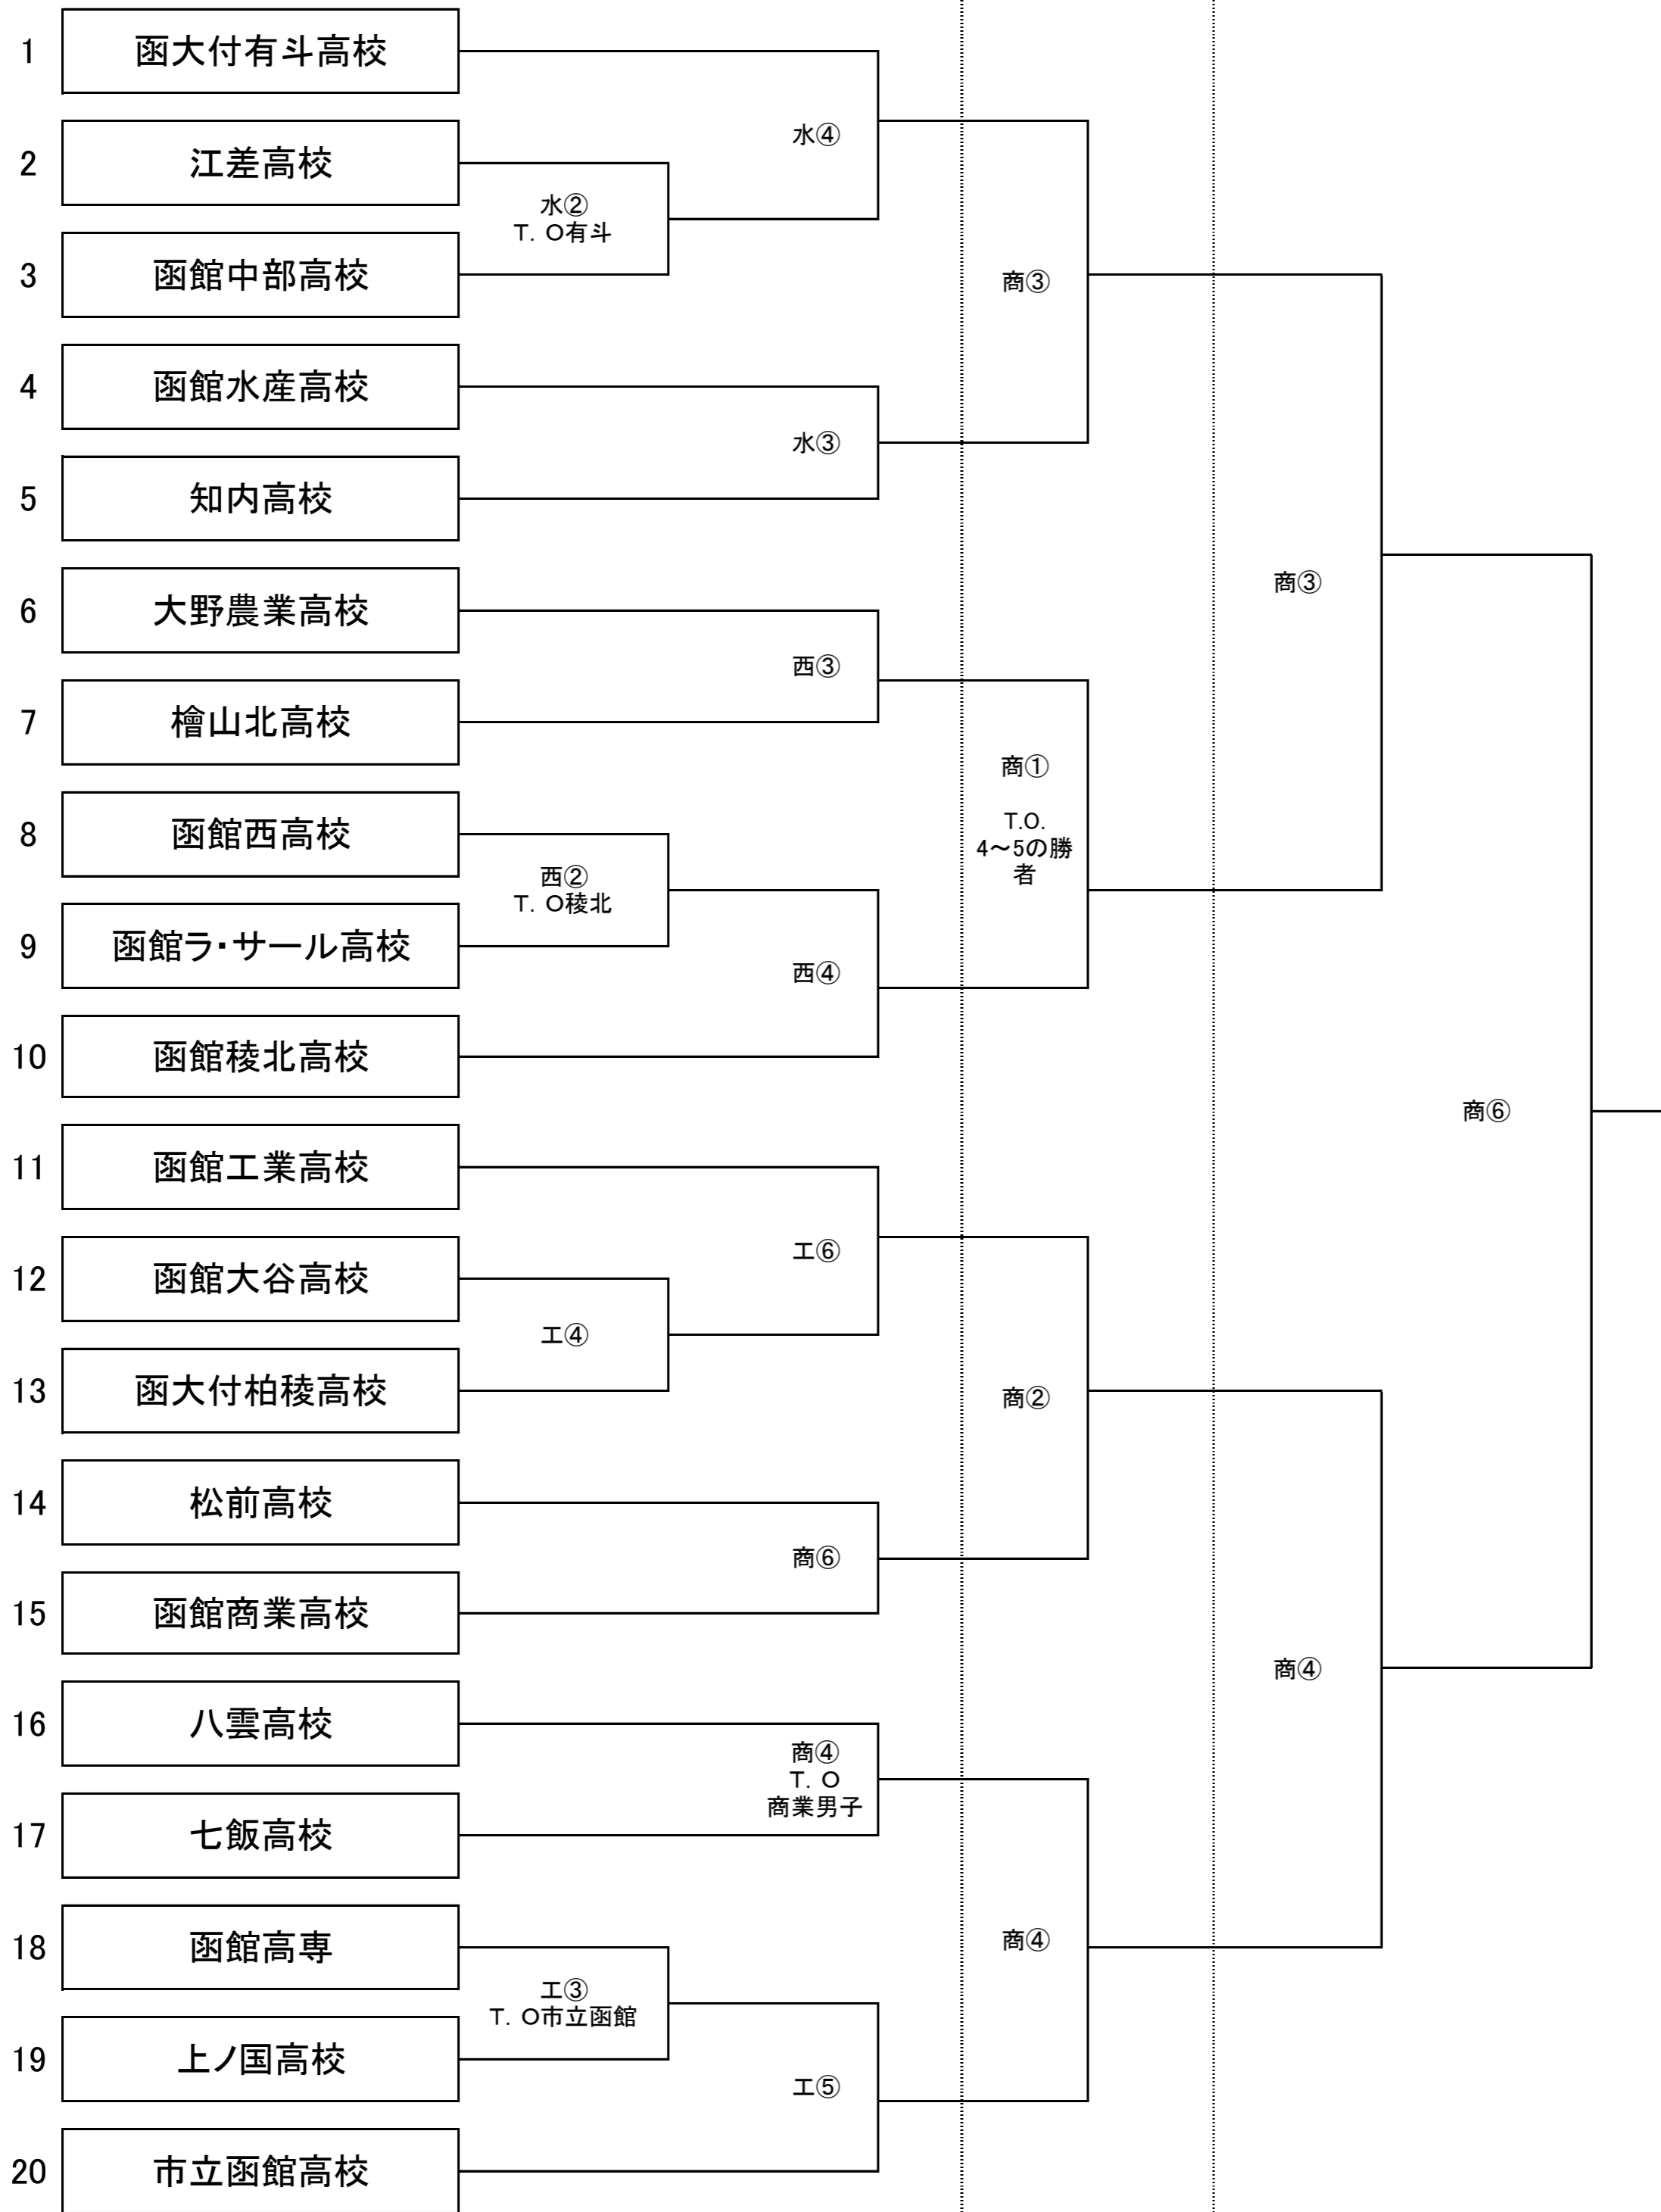 1
函大付有斗高校
水④
2
江差高校
水②
T. O有斗
3
函館中部高校
商③
4
函館水産高校
水③
5
知内高校
商③
6
大野農業高校
西③
7
檜山北高校
商①
T.O.
4～5の勝
者
8
函館西高校
西②
T. O稜北
9
函館ラ・サール高校
西④
10
函館稜北高校
商⑥
11
函館工業高校
工⑥
12
函館大谷高校
工④
13
函大付柏稜高校
商②
14
松前高校
商⑥
15
函館商業高校
商④
16
八雲高校
商④
T. O
商業男子
17
七飯高校
18
函館高専
商④
工③
T. O市立函館
19
上ノ国高校
工⑤
20
市立函館高校